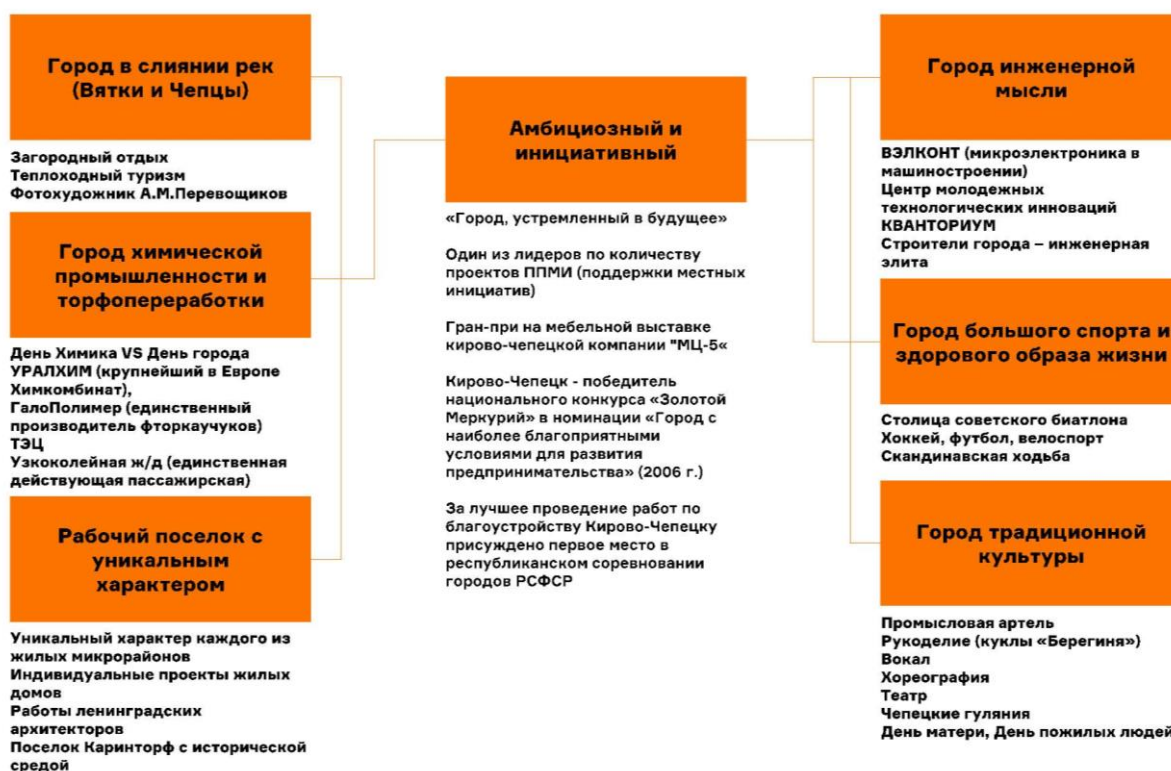 Город в слиянии рек
(Вятки и Чепцы)
Загородный отдых
Теплоходный туризм
Фотохудожник А.М.Перевощиков
Город химической
промышленности и
торфопереработки
День Химика VS День города
УРАЛХИМ (крупнейший в Европе
Химкомбинат),
ГалоПолимер (единственный
производитель фторкаучуков)
ТЭЦ
Узкоколейная ж/д (единственная
действующая пассажирская)
Рабочий поселок с
уникальным
характером
Уникальный характер каждого из
жилых микрорайонов
Индивидуальные проекты жилых
домов
Работы ленинградских
архитекторов
Поселок Каринторф с исторической
средой
Амбициозный и
инициативный
«Город, устремленный в будущее»
Один из лидеров по количеству
проектов ППМИ (поддержки местных
инициатив)
Гран-при на мебельной выставке
кирово-чепецкой компании "МЦ-5«
Кирово-Чепецк - победитель
национального конкурса «Золотой
Меркурий» в номинации «Город с
наиболее благоприятными
условиями для развития
предпринимательства» (2006 г.)
За лучшее проведение работ по
благоустройству Кирово-Чепецку
присуждено первое место в
республиканском соревновании
городов РСФСР
Город инженерной
мысли
ВЭЛКОНТ (микроэлектроника в
машиностроении)
Центр молодежных
технологических инноваций
КВАНТОРИУМ
Строители города – инженерная
элита
Город большого спорта и
здорового образа жизни
Столица советского биатлона
Хоккей, футбол, велоспорт
Скандинавская ходьба
Город традиционной
культуры
Промысловая артель
Рукоделие (куклы «Берегиня»)
Вокал
Хореография
Театр
Чепецкие гуляния
День матери, День пожилых людей